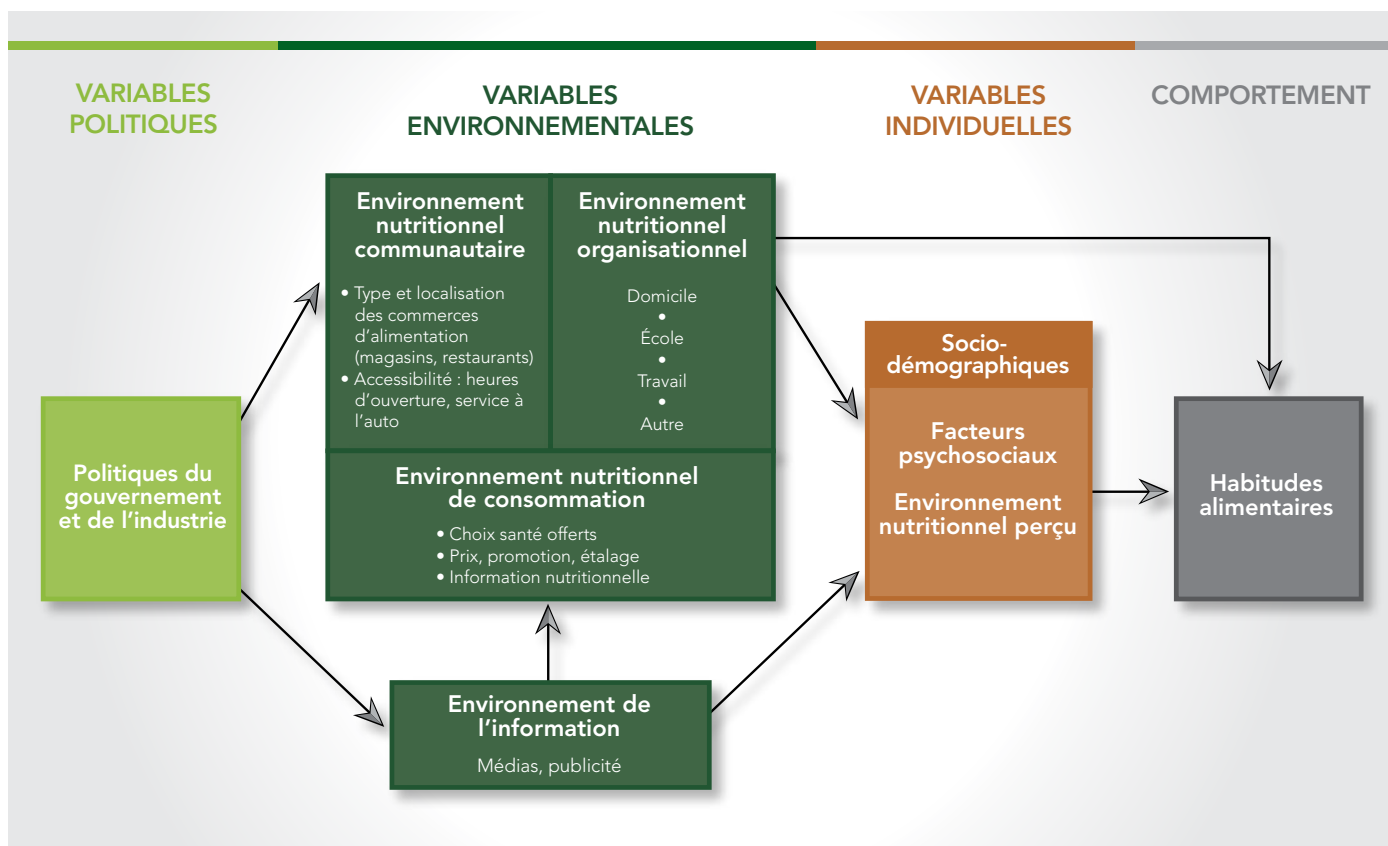 VARIABLES
POLITIQUES
VARIABLES
ENVIRONNEMENTALES
VARIABLES
INDIVIDUELLES
COMPORTEMENT
Environnement
nutritionnel
communautaire
• Type et localisation
des commerces
d’alimentation
(magasins, restaurants)
• Accessibilité : heures
d’ouverture, service à
l’auto
Environnement
nutritionnel
organisationnel
Domicile
•
École
•
Travail
•
Autre
Environnement nutritionnel
de consommation
• Choix santé offerts
• Prix, promotion, étalage
• Information nutritionnelle
Politiques du
gouvernement
et de l’industrie
Environnement de
l’information
Médias, publicité
Socio-
démographiques
Facteurs
psychosociaux
Environnement
nutritionnel perçu
Habitudes
alimentaires